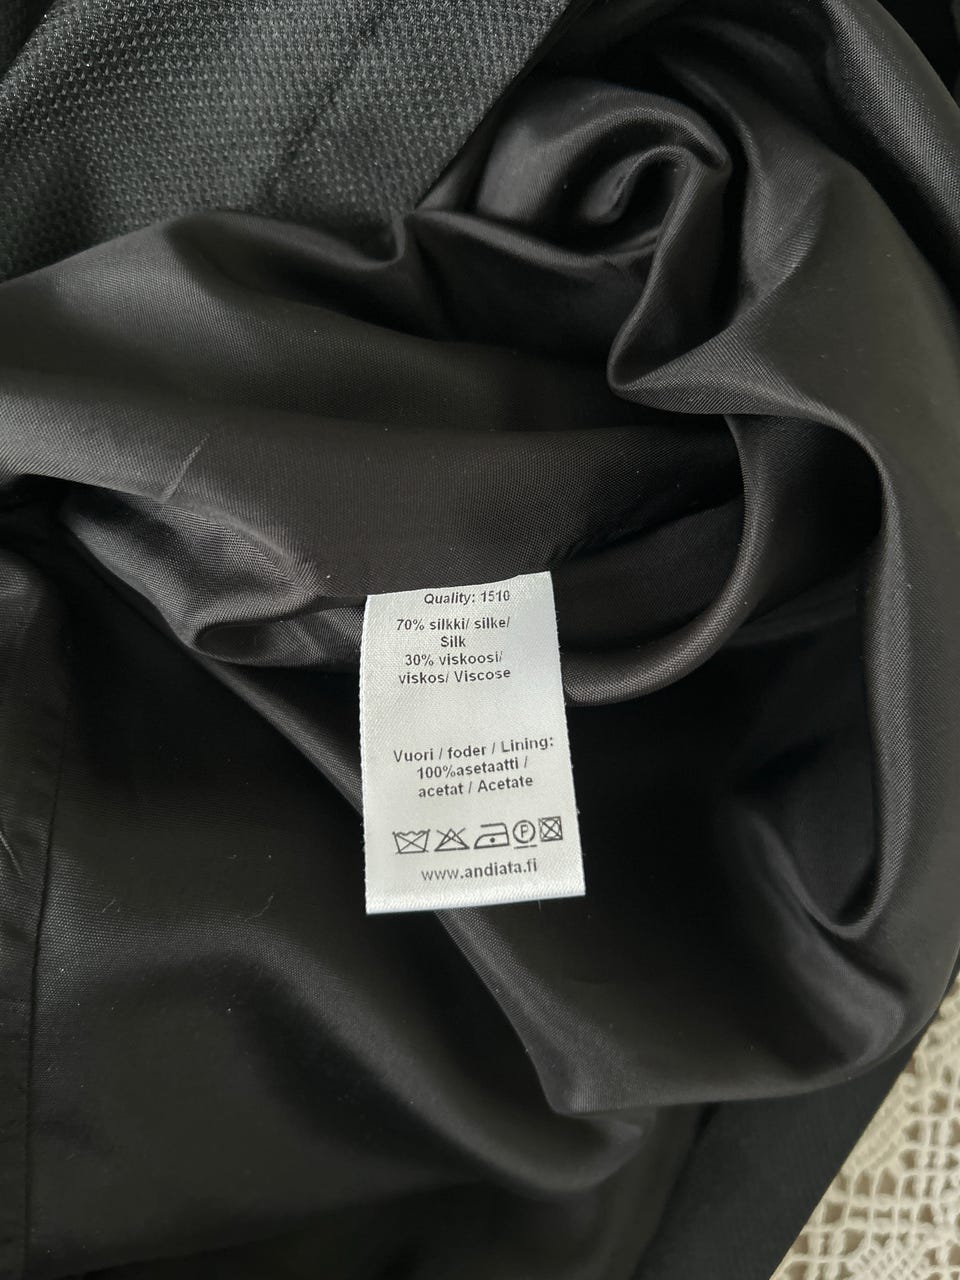 Quality: 1510
70% silkki/ silke/
Silk
30% viskoosi/
viskos/ Viscose
Vuori / foder / Lining:
100%asetaatti /
acetat / Acetate
P
www.andiata.fi